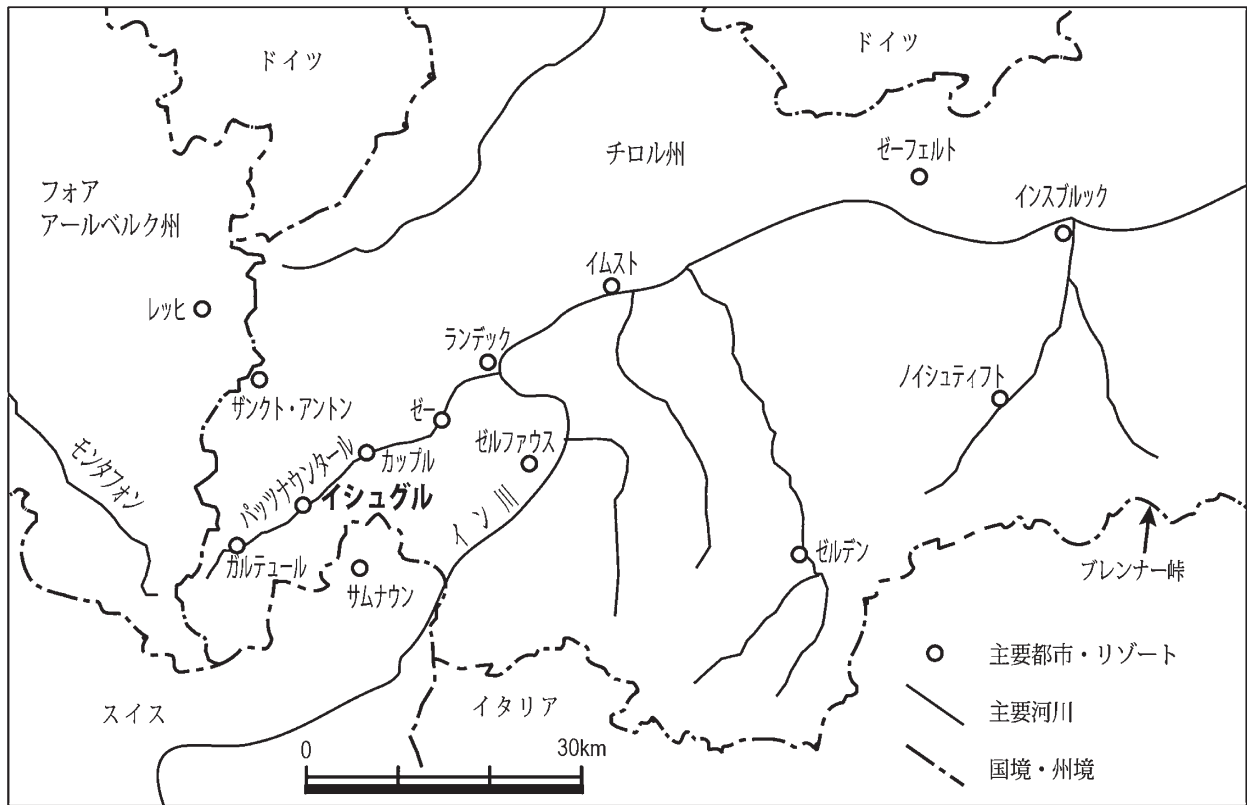 ドイツ
ドイツ
チロル州
ゼーフェルト
フォア
アールベルク州
インスブルック
イムスト
レッヒ
ランデック
ザンクト・アントン
ノイシュティフト
ゼー
モンタフォン
パッツナウンタール
カップル
ゼルファウス
イシュグル
イン川
ガルテュール
サムナウン
ゼルデン
ブレンナー峠
主要都市・リゾート
イタリア
スイス
主要河川
0 30km
国境・州境